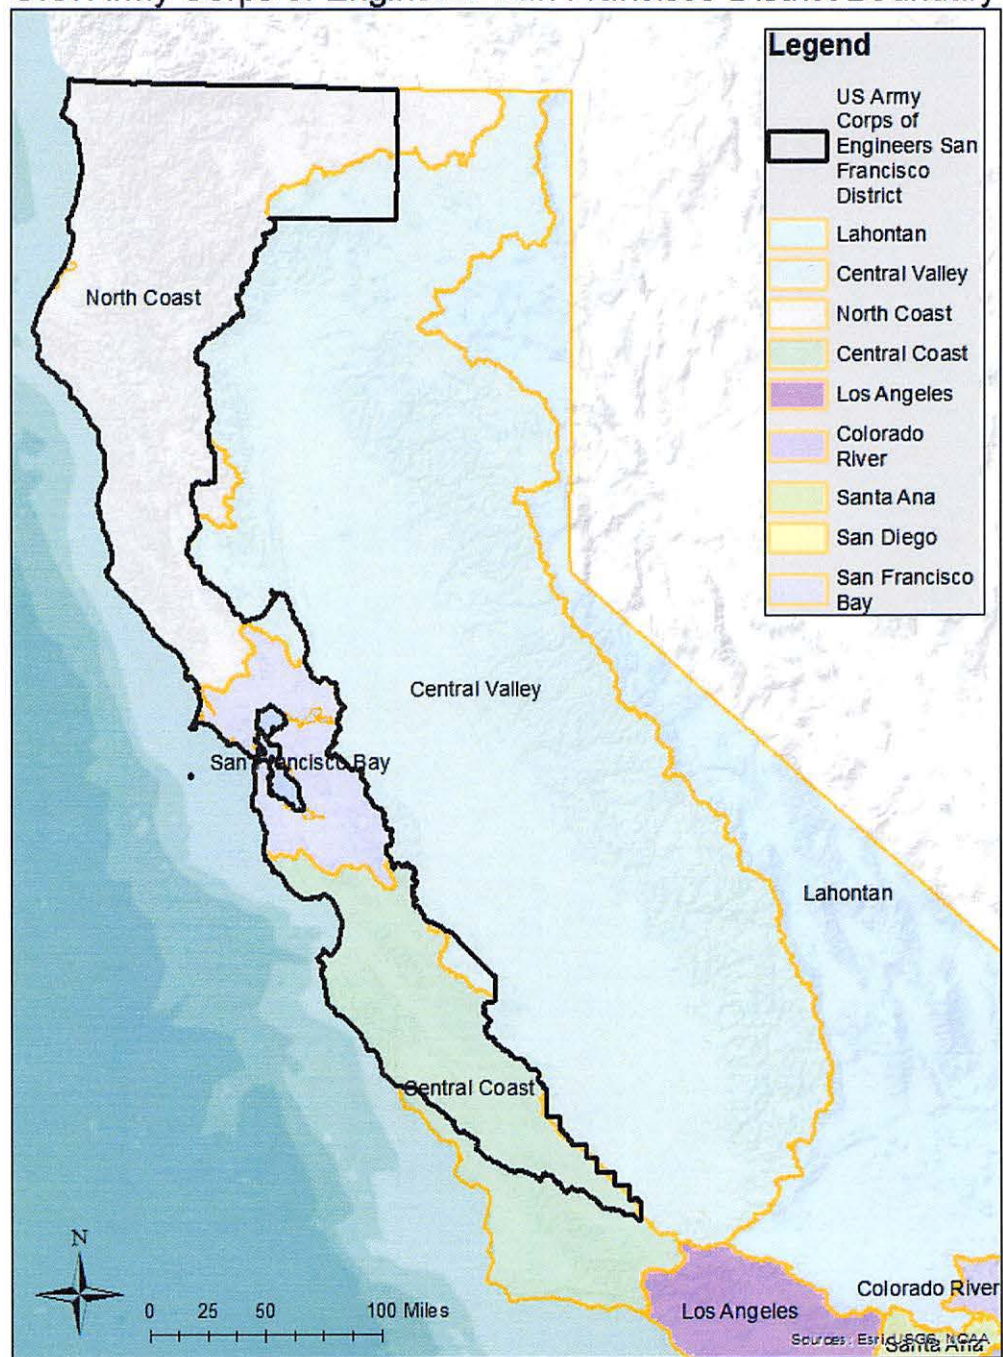 Legend
US Army
Corps of
Engineers San
Francisco
District
Lahontan
Central Valley
North Coast
Central Coast
Los Angeles
Colorado
River
Santa Ana
San Diego
San Francisco
Bay
North Coast
Central Valley
San Francisco Bay
Lahontan
Central Coast
N
0 25 50 100 Miles
Colorado River
Los Angeles
Sources: Esri, USGS, NOAA
Santa Ana